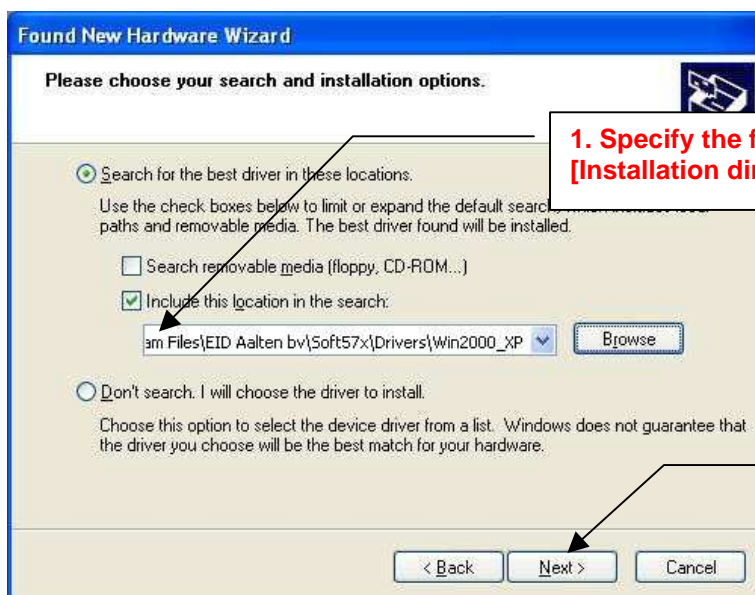 Found New Hardware Wizard
Please choose your search and installation options.
1. Specify the
[Installation
Search for the best driver in these locations.
Use the check boxes below to limit or expand the default search,
paths and removable media. The best driver found will be installed.
Search removable media (floppy, CD-ROM...)
Include this location in the search:
am Files\EID Aalten bv\Soft57x\Drivers\Win2000_XP
Browse
Don't search. I will choose the driver to install.
Choose this option to select the device driver from a list. Windows does not guarantee that
the driver you choose will be the best match for your hardware.
< Back
Next >
Cancel